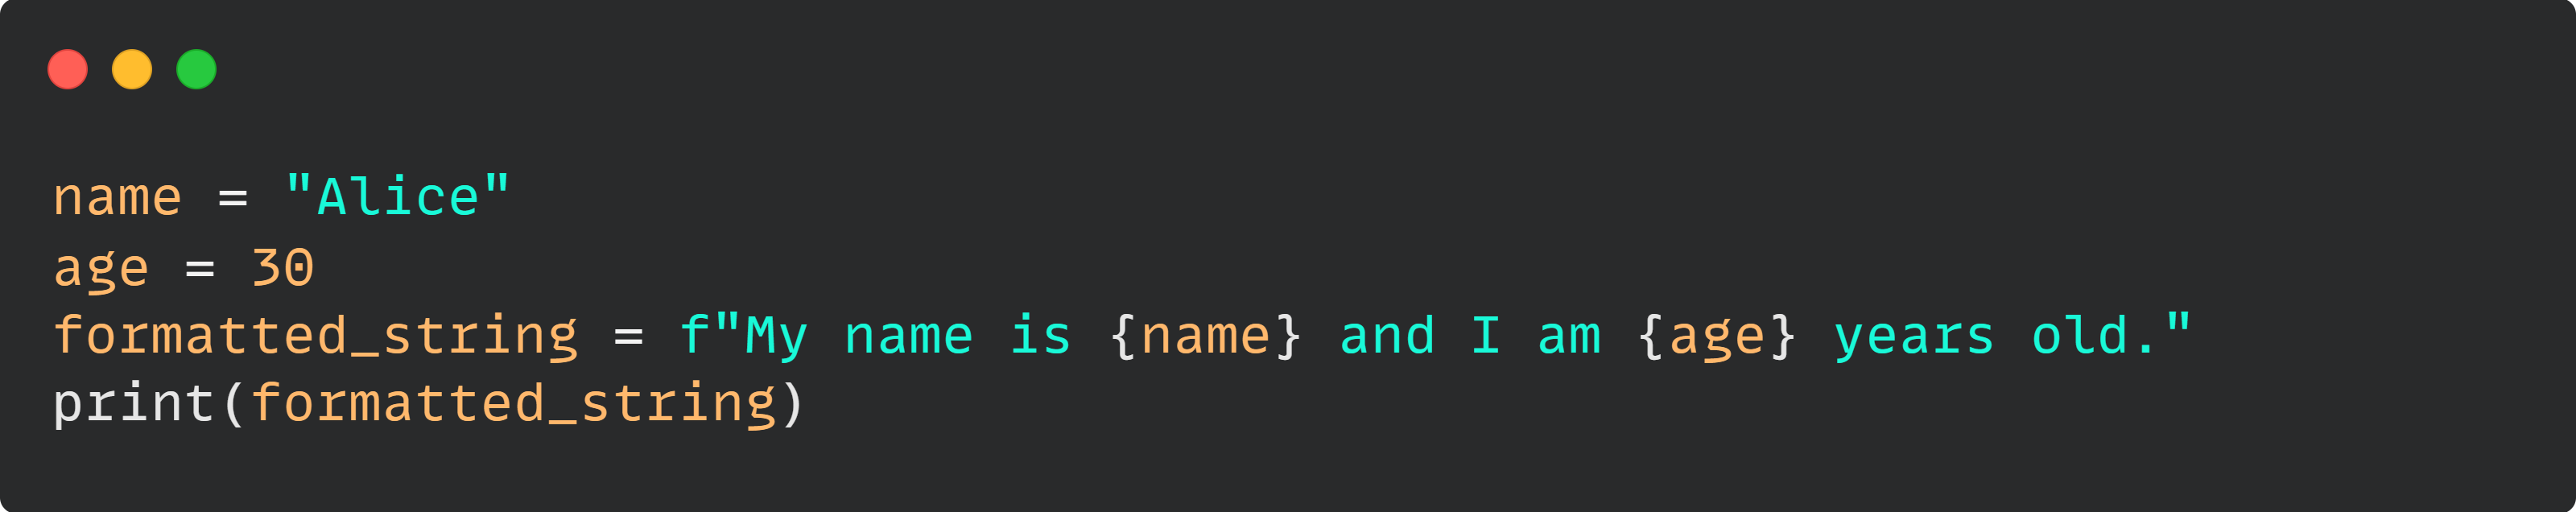 name = "Alice"
age = 30
formatted_string = f"My name is {name} and I am {age} years old."
print(formatted_string)